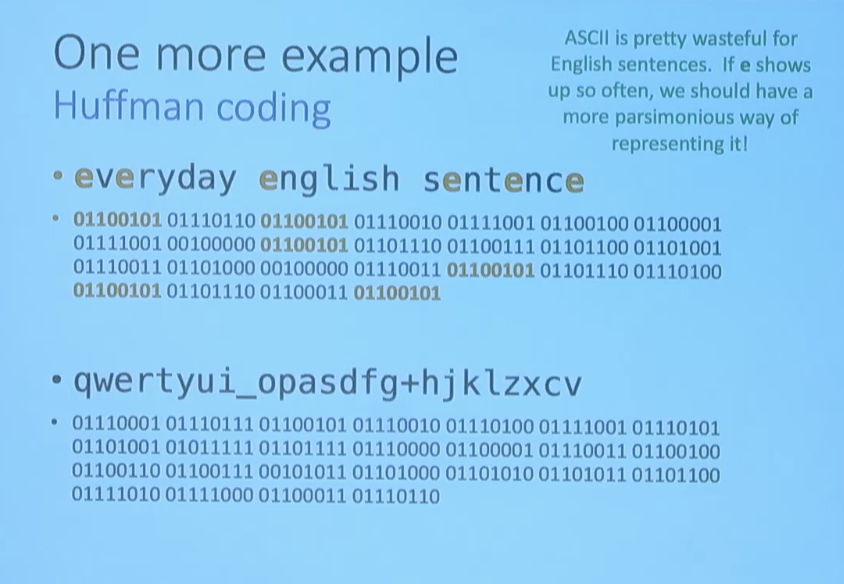 One more example
Huffman coding
ASCII is pretty wasteful for
English sentences. If e shows
up so often, we should have a
more parsimonious way of
representing it!
• everyday english sentence
• 01100101 01110110 01100101 01110010 01111001 01100100 01100001
01111001 00100000 01100101 01101110 01100111 01101100 01101001
01110011 01101000 00100000 01110011 01100101 01101110 01110100
01100101 01101110 01100011 01100101
• qwertyui_opasdfg+hjklzxcv
• 01110001 01110111 01100101 01110010 01110100 01111001 01110101
01101001 01011111 01101111 01110000 01100001 01110011 01100100
01100110 01100111 00101011 01101000 01101010 01101011 01101100
01111010 01111000 01100011 01110110